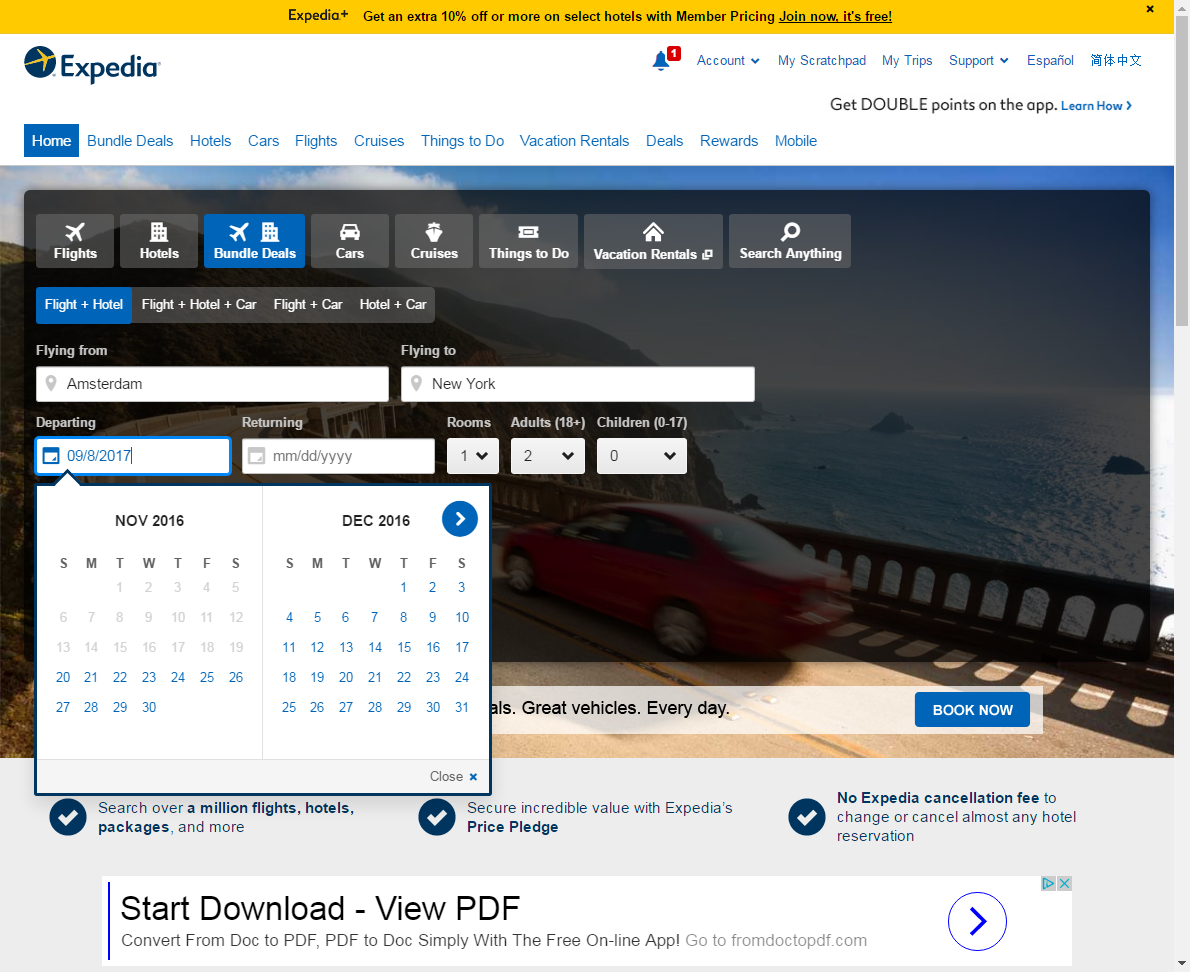 Expedia+ Get an extra 10% off or more on select hotels with Member Pricing Join now, it's free! ×
Expedia
1 Account My Scratchpad My Trips Support Español 简体中文
Get DOUBLE points on the app. Learn How
Home Bundle Deals Hotels Cars Flights Cruises Things to Do Vacation Rentals Deals Rewards Mobile
Flights Hotels Bundle Deals Cars Cruises Things to Do Vacation Rentals Search Anything
Flight + Hotel Flight + Hotel + Car Flight + Car Hotel + Car
Flying from Flying to
Amsterdam New York
Departing Returning Rooms Adults (18+) Children (0-17)
09/8/2017 mm/dd/yyyy 1 2 0
NOV 2016 DEC 2016
S M T W T F S S M T W T F S
1 2 3 4 5 1 2 3
6 7 8 9 10 11 12 4 5 6 7 8 9 10
13 14 15 16 17 18 19 11 12 13 14 15 16 17
20 21 22 23 24 25 26 18 19 20 21 22 23 24
27 28 29 30 25 26 27 28 29 30 31
als. Great vehicles. Every day. BOOK NOW
Close ×
Search over a million flights, hotels,
packages, and more
Secure incredible value with Expedia’s
Price Pledge
No Expedia cancellation fee to
change or cancel almost any hotel
reservation
Start Download - View PDF
Convert From Doc to PDF, PDF to Doc Simply With The Free On-line App! Go to fromdoctopdf.com